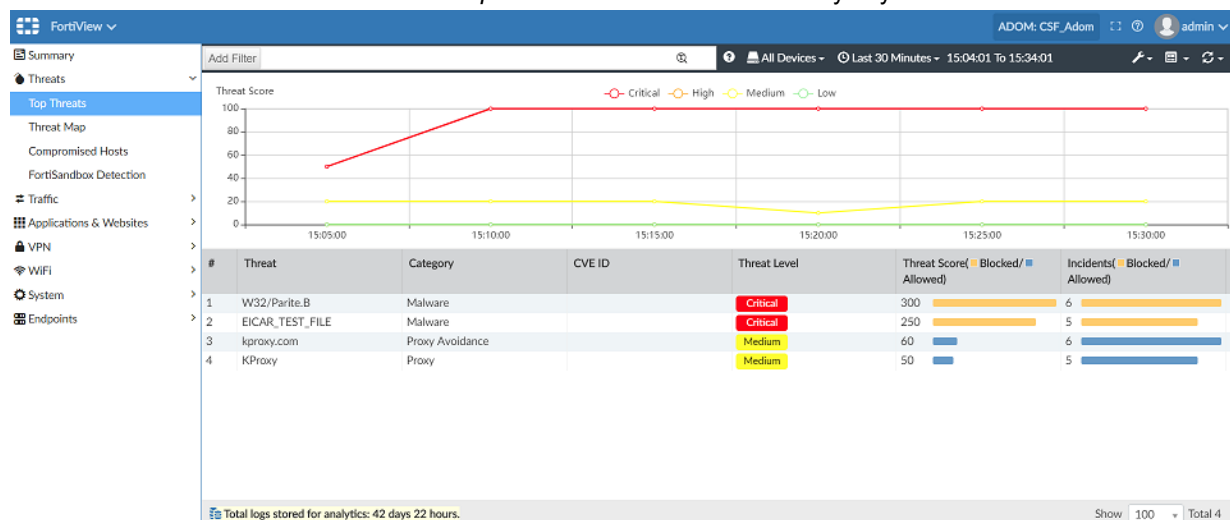 FortiView
ADOM: CSF_Adom
admin
Summary
Threats
Top Threats
Threat Map
Compromised Hosts
FortiSandbox Detection
Traffic
Applications & Websites
VPN
WiFi
System
Endpoints
Add Filter
All Devices
Last 30 Minutes
15:04:01 To 15:34:01
Threat Score
Critical High Medium Low
100
80
60
40
20
0
15:05:00 15:10:00 15:15:00 15:20:00 15:25:00 15:30:00
# Threat Category CVE ID Threat Level Threat Score( Blocked/ Incidents( Blocked/
Allowed) Allowed)
1 W32/Parite.B Malware Critical 300 6
2 EICAR_TEST_FILE Malware Critical 250 5
3 kproxy.com Proxy Avoidance Medium 60 6
4 KProxy Proxy Medium 50 5
Total logs stored for analytics: 42 days 22 hours.
Show 100 Total 4